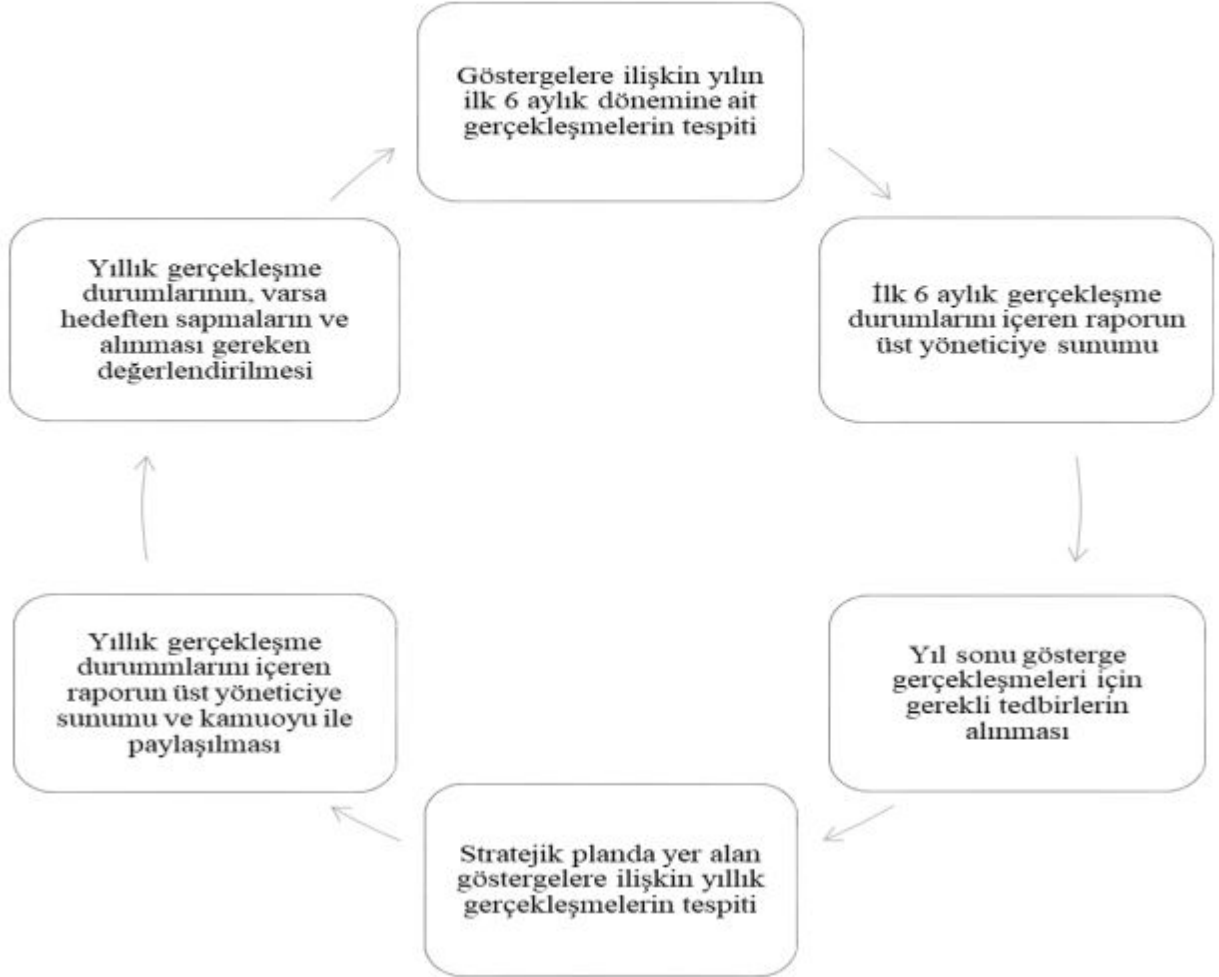 Göstergelere ilişkin yılın
ilk 6 aylık dönemine ait
gerçekleşmelerin tespiti
İlk 6 aylık gerçekleşme
durumlarını içeren raporun
üst yöneticiye sunumu
Yıl sonu gösterge
gerçekleşmeleri için
gerekli tedbirlerin
alınması
Stratejik planda yer alan
göstergelere ilişkin yıllık
gerçekleşmelerin tespiti
Yıllık gerçekleşme
durummlarını içeren
raporun üst yöneticiye
sunumu ve kamuoyu ile
paylaşılması
Yıllık gerçekleşme
durumlarının, varsa
hedeften sapmaların ve
alınması gereken
değerlendirilmesi